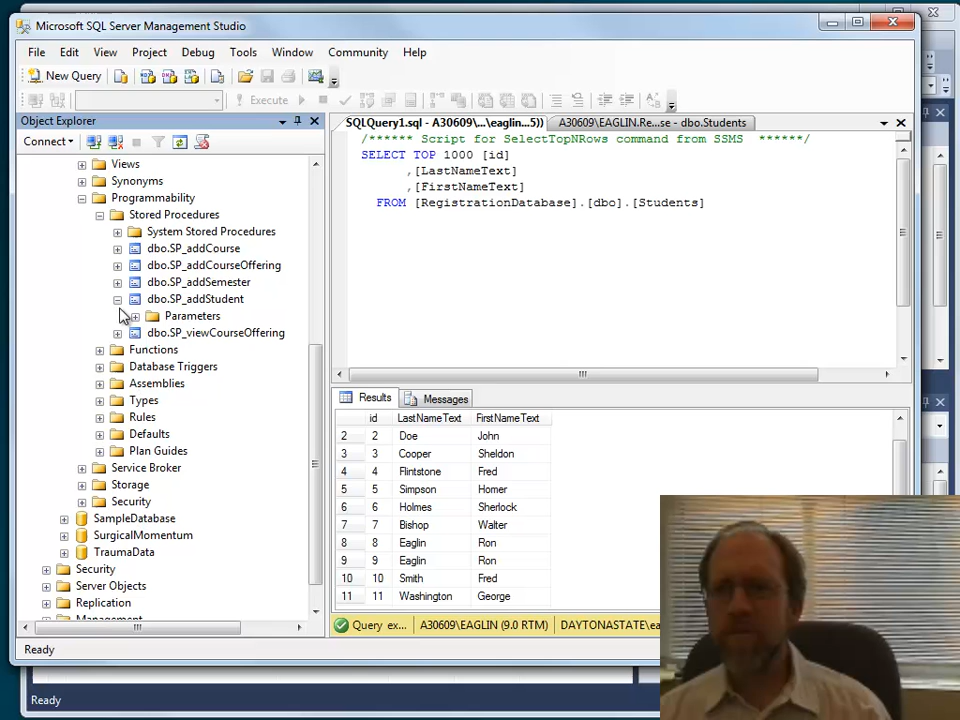 Microsoft SQL Server Management Studio
File Edit View Project Debug Tools Window Community Help
New Query
Execute
Object Explorer
Connect
Views
Synonyms
Programmability
Stored Procedures
System Stored Procedures
dbo.SP_addCourse
dbo.SP_addCourseOffering
dbo.SP_addSemester
dbo.SP_addStudent
Parameters
dbo.SP_viewCourseOffering
Functions
Database Triggers
Assemblies
Types
Rules
Defaults
Plan Guides
Service Broker
Storage
Security
SampleDatabase
SurgicalMomentum
TraumaData
Security
Server Objects
Replication
Management
SQLQuery1.sql - A30609\...\eaglin...5)) A30609\EAGLIN.Re...se - dbo.Students
/****** Script for SelectTopNRows command from SSMS ******/
SELECT TOP 1000 [id]
,[LastNameText]
,[FirstNameText]
FROM [RegistrationDatabase].[dbo].[Students]
Results Messages
id LastNameText FirstNameText
2 2 Doe John
3 3 Cooper Sheldon
4 4 Flintstone Fred
5 5 Simpson Homer
6 6 Holmes Sherlock
7 7 Bishop Walter
8 8 Eaglin Ron
9 9 Eaglin Ron
10 10 Smith Fred
11 11 Washington George
Query ex... A30609\EAGLIN (9.0 RTM) DAYTONASTATE\ea
Ready
Ready